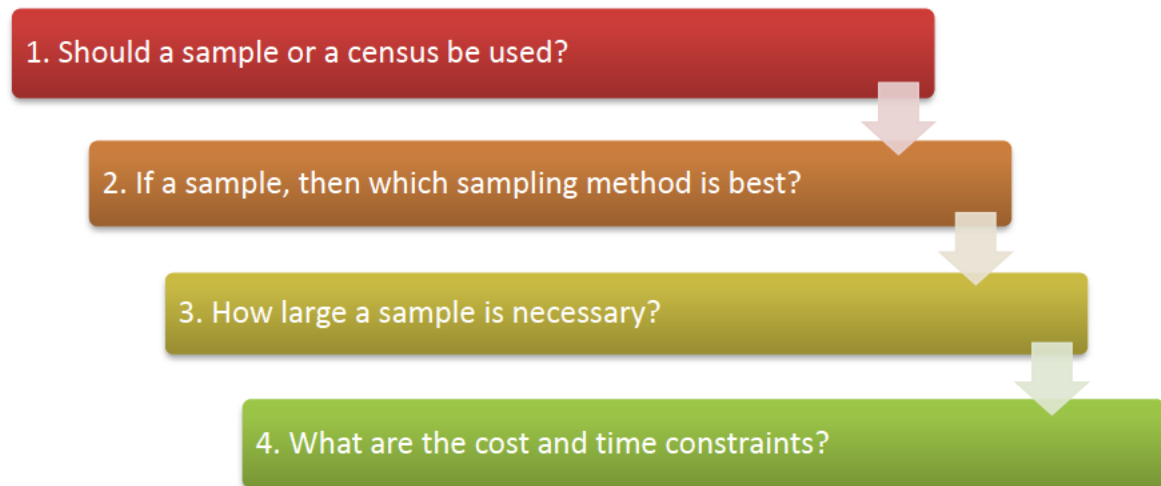 1. Should a sample or a census be used?
2. If a sample, then which sampling method is best?
3. How large a sample is necessary?
4. What are the cost and time constraints?